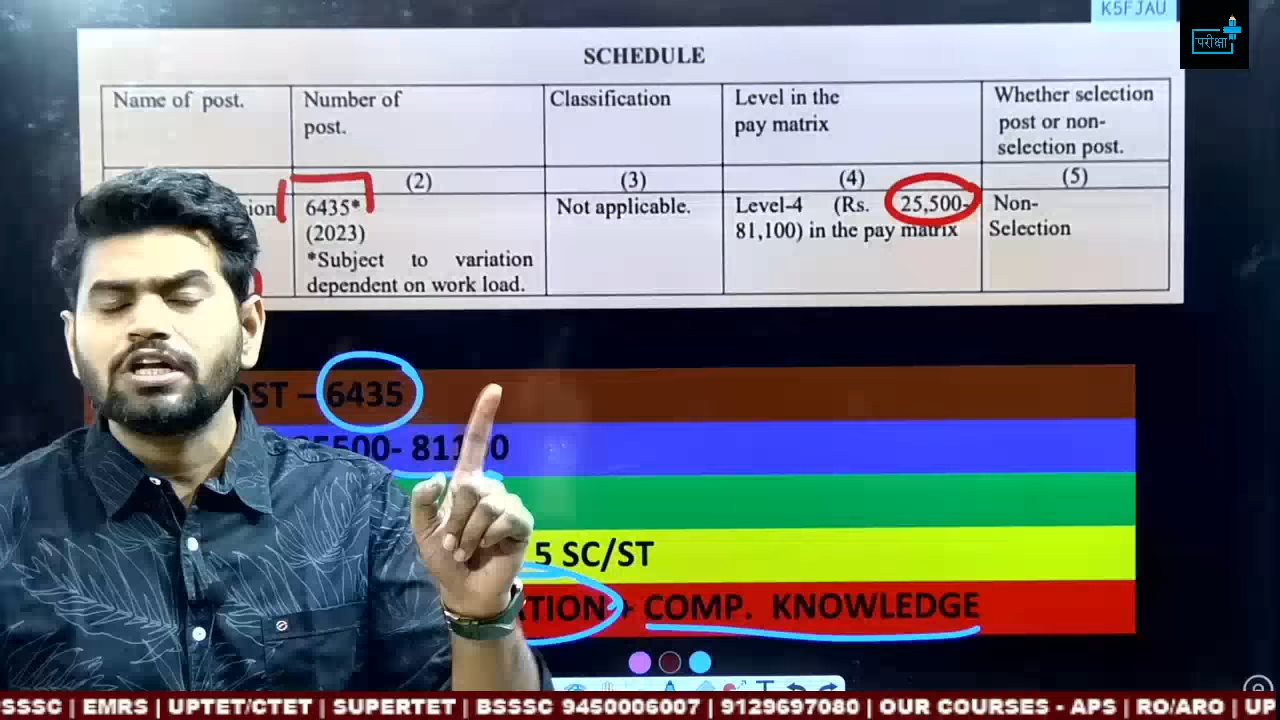 K5FJAU
परीक्षा
SCHEDULE
Name of post.
Number of
post.
Classification
Level in the
pay matrix
Whether selection
post or non-
selection post.
(2)
(3)
(4)
(5)
6435*
(2023)
*Subject to variation
dependent on work load.
Not applicable.
Level-4 (Rs. 25,500-
81,100) in the pay matrix
Non-
Selection
– 6435
5 SC/ST
+ COMP. KNOWLEDGE
SSSC | EMRS | UPTET/CTET | SUPERTET | BSSSC 9450006007 | 9129697080 | OUR COURSES - APS | RO/ARO | UP